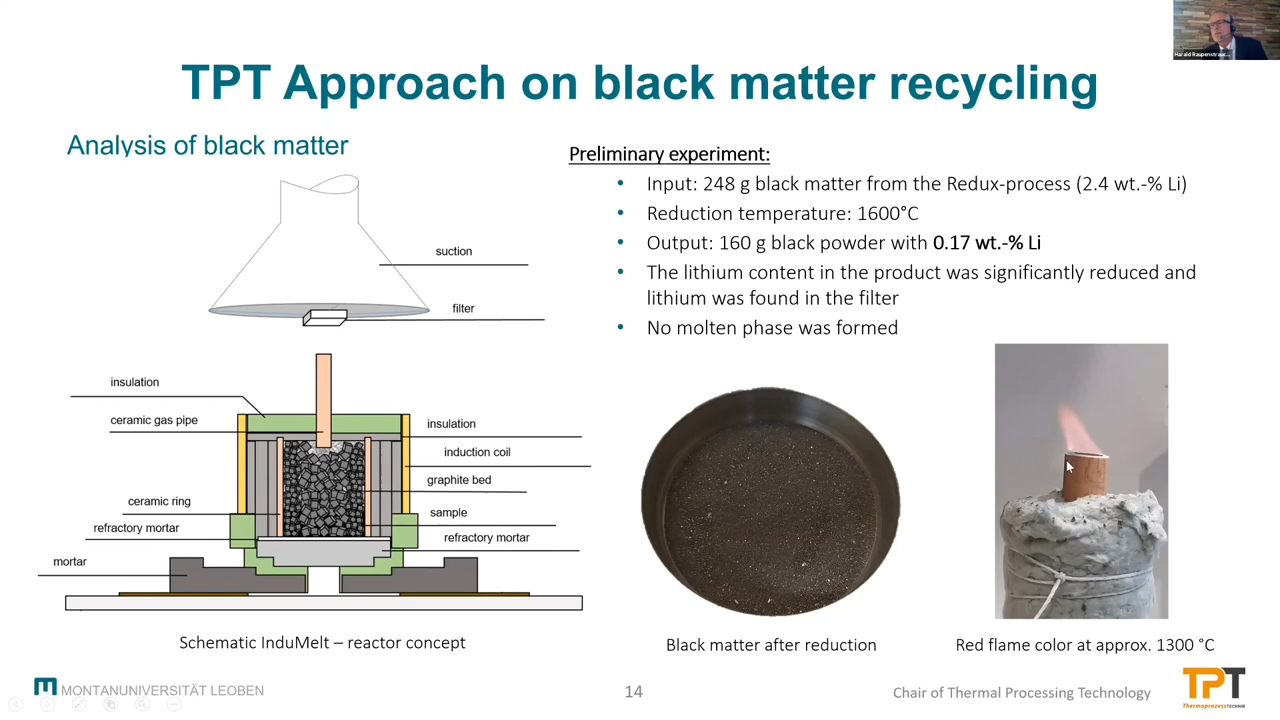 Harald Raupenstrauc...
TPT Approach on black matter recycling
Analysis of black matter
Preliminary experiment:
• Input: 248 g black matter from the Redux-process (2.4 wt.-% Li)
• Reduction temperature: 1600°C
• Output: 160 g black powder with 0.17 wt.-% Li
• The lithium content in the product was significantly reduced and
lithium was found in the filter
• No molten phase was formed
suction
filter
insulation
ceramic gas pipe
insulation
induction coil
graphite bed
ceramic ring
sample
refractory mortar
refractory mortar
mortar
Schematic InduMelt – reactor concept
Black matter after reduction
Red flame color at approx. 1300 °C
MONTANUNIVERSITÄT LEOBEN
14
Chair of Thermal Processing Technology
TPT
ThermoprozessTECHNIK